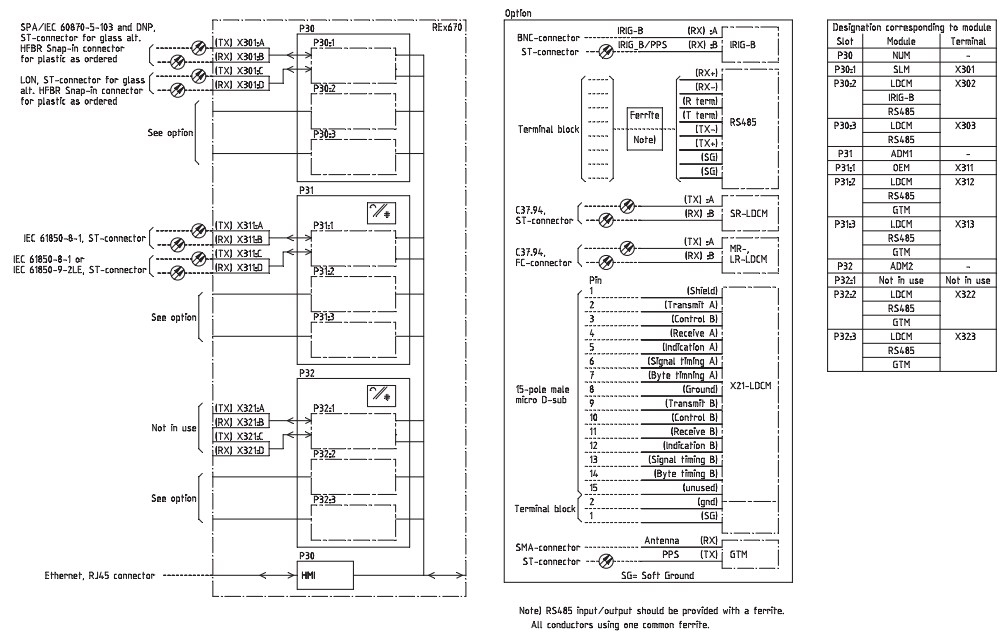 SPA/IEC 60870-5-103 and DNP,
ST-connector for glass alt.
HFBR Snap-in connector
for plastic as ordered
LON, ST-connector for glass
alt. HFBR Snap-in connector
for plastic as ordered
See option
(TX) X301:A
(RX) X301:B
(TX) X301:C
(RX) X301:D
P30
P30:1
P30:2
P30:3
REx670
IEC 61850-8-1, ST-connector
IEC 61850-8-1 or
IEC 61850-9-2LE, ST-connector
See option
(TX) X311:A
(RX) X311:B
(TX) X311:C
(RX) X311:D
P31
P31:1
P31:2
P31:3
Not in use
See option
(TX) X321:A
(RX) X321:B
(TX) X321:C
(RX) X321:D
P32
P32:1
P32:2
P32:3
Ethernet, RJ45 connector
P30
HMI
Option
BNC-connector
ST-connector
IRIG-B (RX) :A
IRIG_B/PPS (RX) :B
IRIG-B
Terminal block
Ferrite
Note)
(RX+)
(RX-)
(R term)
(T term)
(TX-)
(TX+)
(SG)
(SG)
RS485
C37.94,
ST-connector
(TX) :A
(RX) :B
SR-LDCM
C37.94,
FC-connector
(TX) :A
(RX) :B
MR-,
LR-LDCM
Pin
1 (Shield)
2 (Transmit A)
3 (Control B)
4 (Receive A)
5 (Indication A)
6 (Signal timing A)
7 (Byte timning A)
8 (Ground)
9 (Transmit B)
10 (Control B)
11 (Receive B)
12 (Indication B)
13 (Signal timing B)
14 (Byte timing B)
15 (unused)
2 (gnd)
1 (SG)
15-pole male
micro D-sub
X21-LDCM
Terminal block
SMA-connector
ST-connector
Antenna (RX)
PPS (TX)
GTM
SG= Soft Ground
Note) RS485 input/output should be provided with a ferrite.
All conductors using one common ferrite.
Designation corresponding to module
Slot Module Terminal
P30 NUM -
P30:1 SLM X301
P30:2 LDCM X302
IRIG-B
RS485
P30:3 LDCM X303
RS485
P31 ADM1 -
P31:1 OEM X311
P31:2 LDCM X312
RS485
GTM
P31:3 LDCM X313
RS485
GTM
P32 ADM2 -
P32:1 Not in use Not in use
P32:2 LDCM X322
RS485
GTM
P32:3 LDCM X323
RS485
GTM